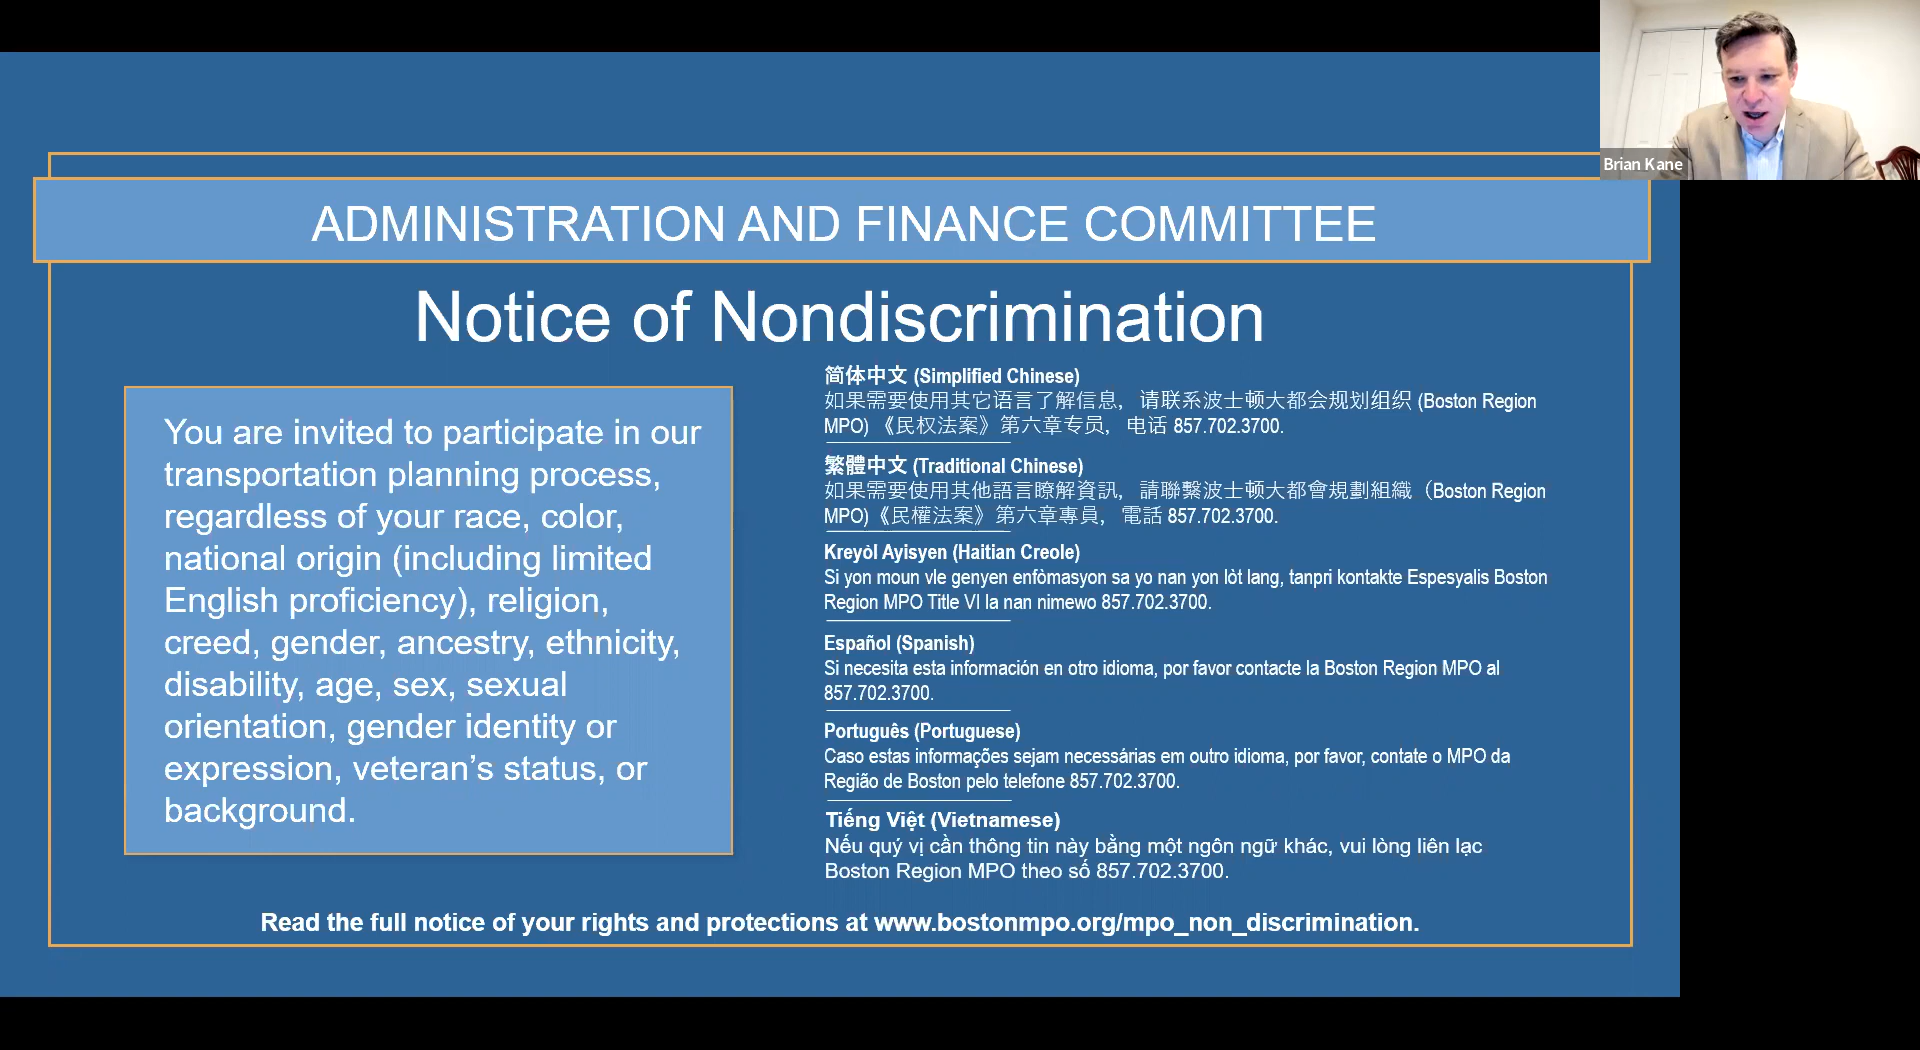 Brian Kane
ADMINISTRATION AND FINANCE COMMITTEE
Notice of Nondiscrimination
You are invited to participate in our
transportation planning process,
regardless of your race, color,
national origin (including limited
English proficiency), religion,
creed, gender, ancestry, ethnicity,
disability, age, sex, sexual
orientation, gender identity or
expression, veteran’s status, or
background.
简体中文 (Simplified Chinese)
如果需要使用其它语言了解信息，请联系波士顿大都会规划组织 (Boston Region
MPO) 《民权法案》第六章专员，电话 857.702.3700.
繁體中文 (Traditional Chinese)
如果需要使用其他語言瞭解資訊，請聯繫波士顿大都會規劃組織（Boston Region
MPO)《民權法案》第六章專員，電話 857.702.3700.
Kreyòl Ayisyen (Haitian Creole)
Si yon moun vle genyen enfòmasyon sa yo nan yon lòt lang, tanpri kontakte Espesyalis Boston
Region MPO Title VI la nan nimewo 857.702.3700.
Español (Spanish)
Si necesita esta información en otro idioma, por favor contacte la Boston Region MPO al
857.702.3700.
Português (Portuguese)
Caso estas informações sejam necessárias em outro idioma, por favor, contate o MPO da
Região de Boston pelo telefone 857.702.3700.
Tiếng Việt (Vietnamese)
Nếu quý vị cần thông tin này bằng một ngôn ngữ khác, vui lòng liên lạc
Boston Region MPO theo số 857.702.3700.
Read the full notice of your rights and protections at www.bostonmpo.org/mpo_non_discrimination.